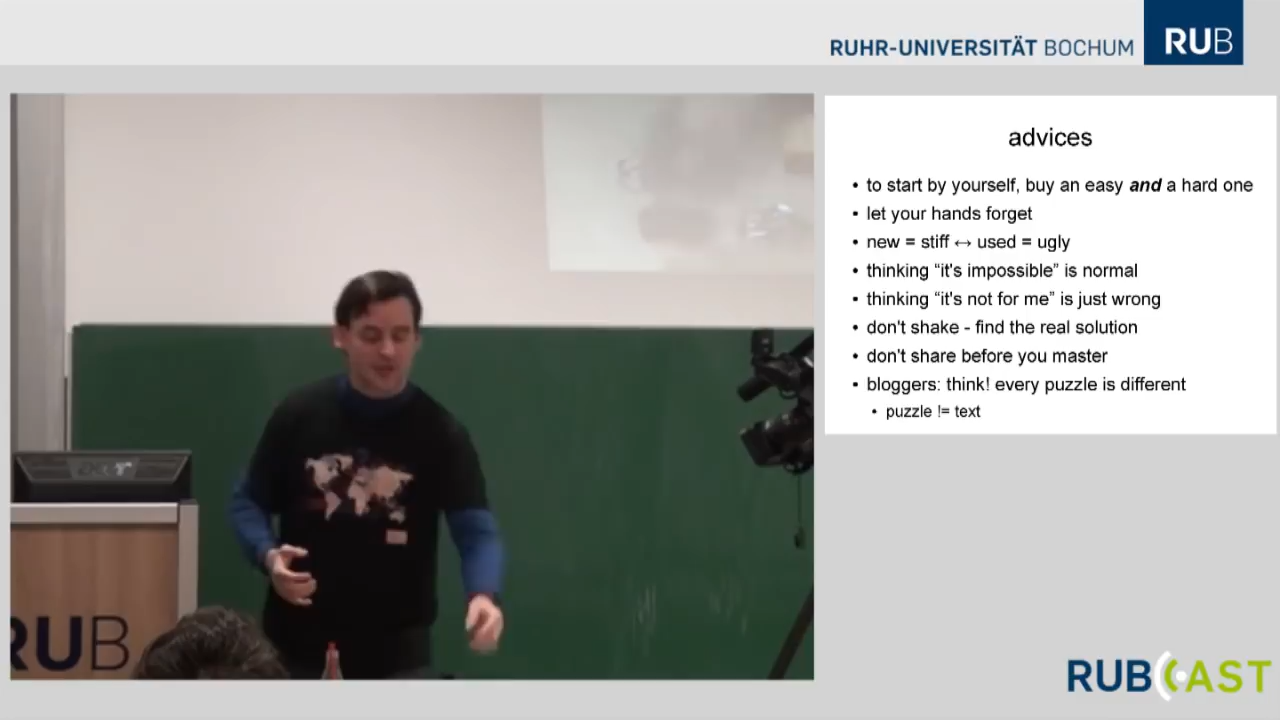 RUHR-UNIVERSITÄT BOCHUM
RUB
advices
• to start by yourself, buy an easy and a hard one
• let your hands forget
• new = stiff ↔ used = ugly
• thinking “it's impossible” is normal
• thinking “it's not for me” is just wrong
• don't shake - find the real solution
• don't share before you master
• bloggers: think! every puzzle is different
• puzzle != text
acer
RUB
RUBCAST